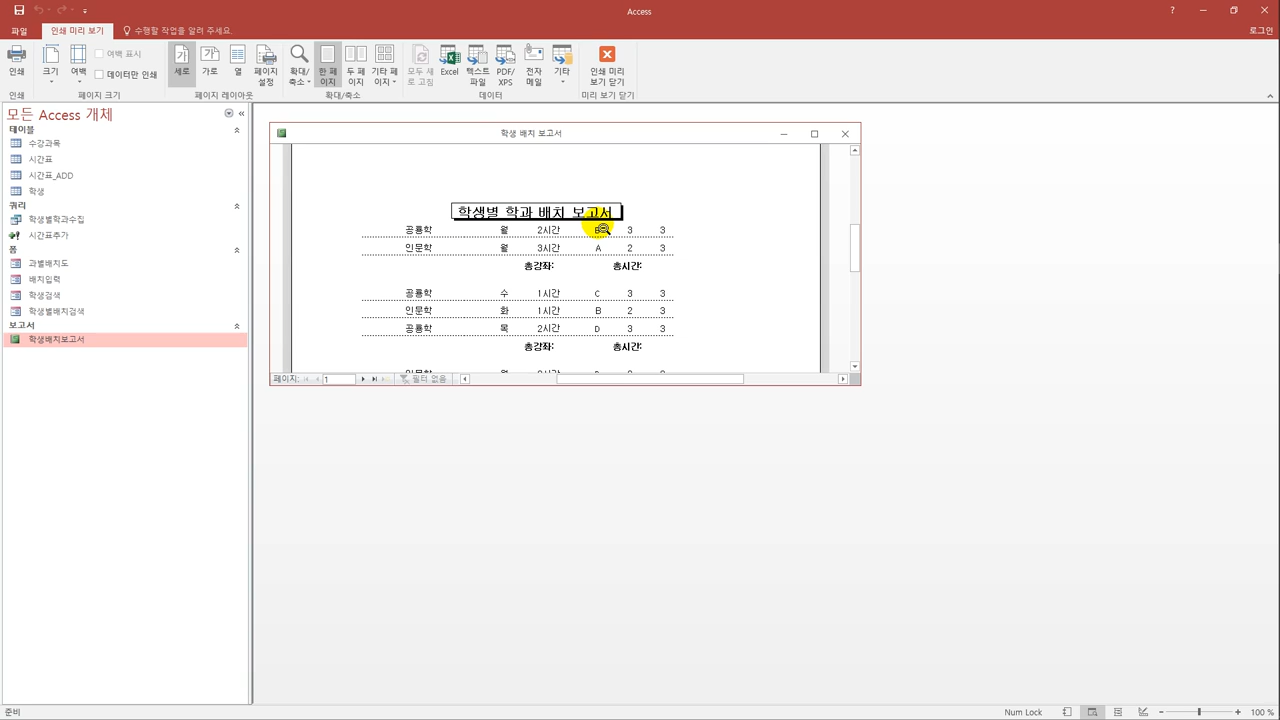 Access
로그인
파일
인쇄 미리 보기
수행할 작업을 알려 주세요.
인쇄
크기
여백
여백 표시
데이터만 인쇄
세로
가로
열
페이지 설정
확대/축소
한 페이지
두 페이지
기타 페이지
모두 새로 고침
Excel
텍스트 파일
PDF/XPS
전자 메일
기타
인쇄 미리 보기 닫기
인쇄
페이지 크기
페이지 레이아웃
확대/축소
데이터
미리 보기 닫기
모든 Access 개체
테이블
수강과목
시간표
시간표_ADD
학생
쿼리
학생별학과수집
시간표추가
폼
과별배치도
배치입력
학생검색
학생별배치검색
보고서
학생배치보고서
학생 배치 보고서
학생별 학과 배치 보고서
공룡학 월 2시간 B 3 3
인문학 월 3시간 A 2 3
총강좌: 총시간:
공룡학 수 1시간 C 3 3
인문학 화 1시간 B 2 3
공룡학 목 2시간 D 3 3
총강좌: 총시간:
페이지: 1 필터 없음
준비
Num Lock
100 %